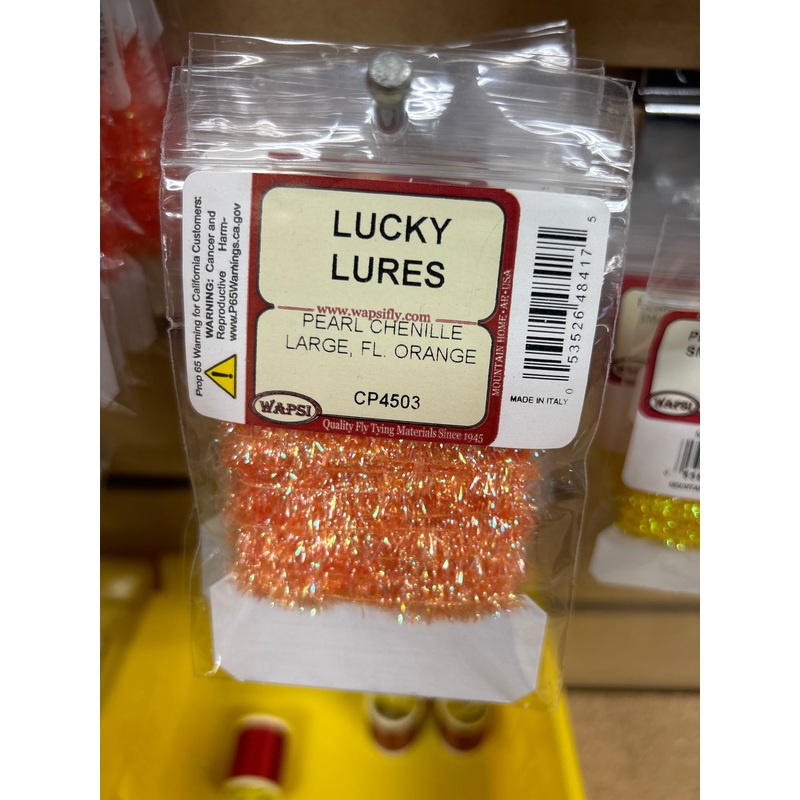 Prop 65 Warning for California Customers:
WARNING: Cancer and
Reproductive Harm-
www.P65Warnings.ca.gov
LUCKY
LURES
www.wapsifly.com
PEARL CHENILLE
LARGE, FL. ORANGE
CP4503
WAPSI
Quality Fly Tying Materials Since 1945
MOUNTAIN HOME • AR • USA
0 53526 48417 5
MADE IN ITALY
WAPSI